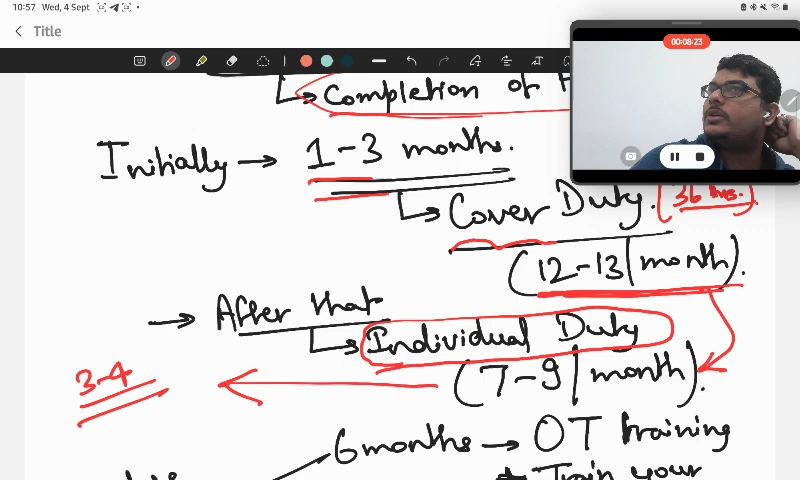 10:57 Wed, 4 Sept
Title
00:08:23
Completion of
Initially → 1-3 months.
Cover Duty. (36 hrs.)
(12-13/month).
→ After that
Individual Duty
3-4
(7-9/month).
6 months → OT training
Train your